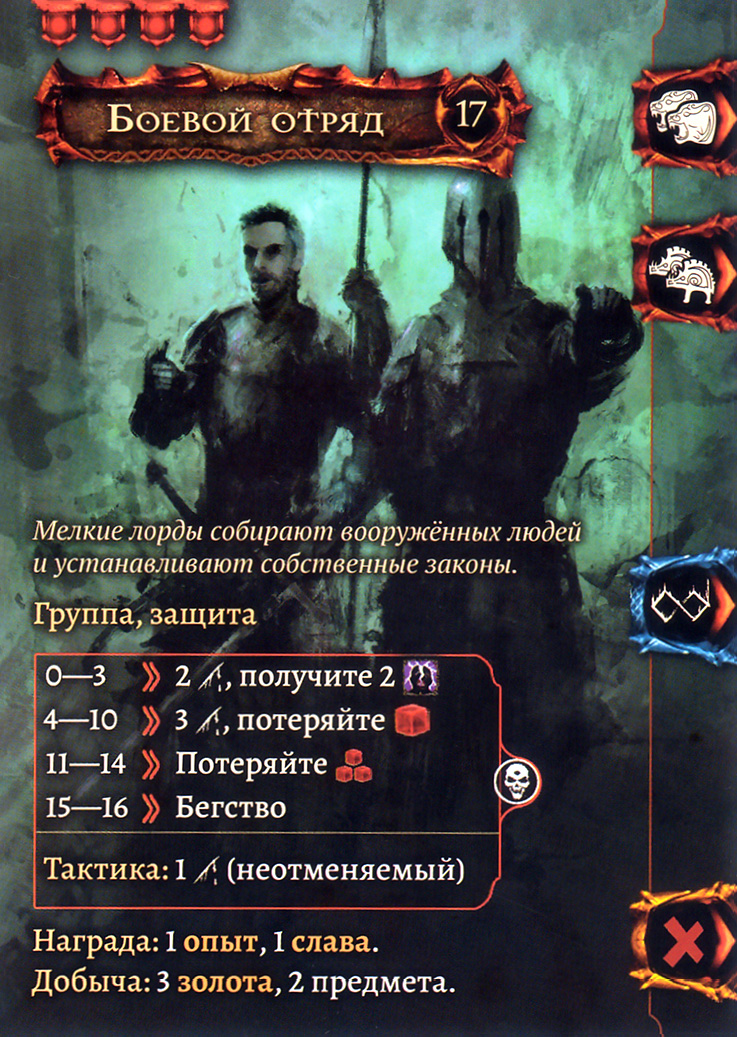 Боевой отряд 17
Мелкие лорды собирают вооружённых людей
и устанавливают собственные законы.
Группа, защита
0—3 2 , получите 2
4—10 3 , потеряйте
11—14 Потеряйте
15—16 Бегство
Тактика: 1 (неотменяемый)
Награда: 1 опыт, 1 слава.
Добыча: 3 золота, 2 предмета.